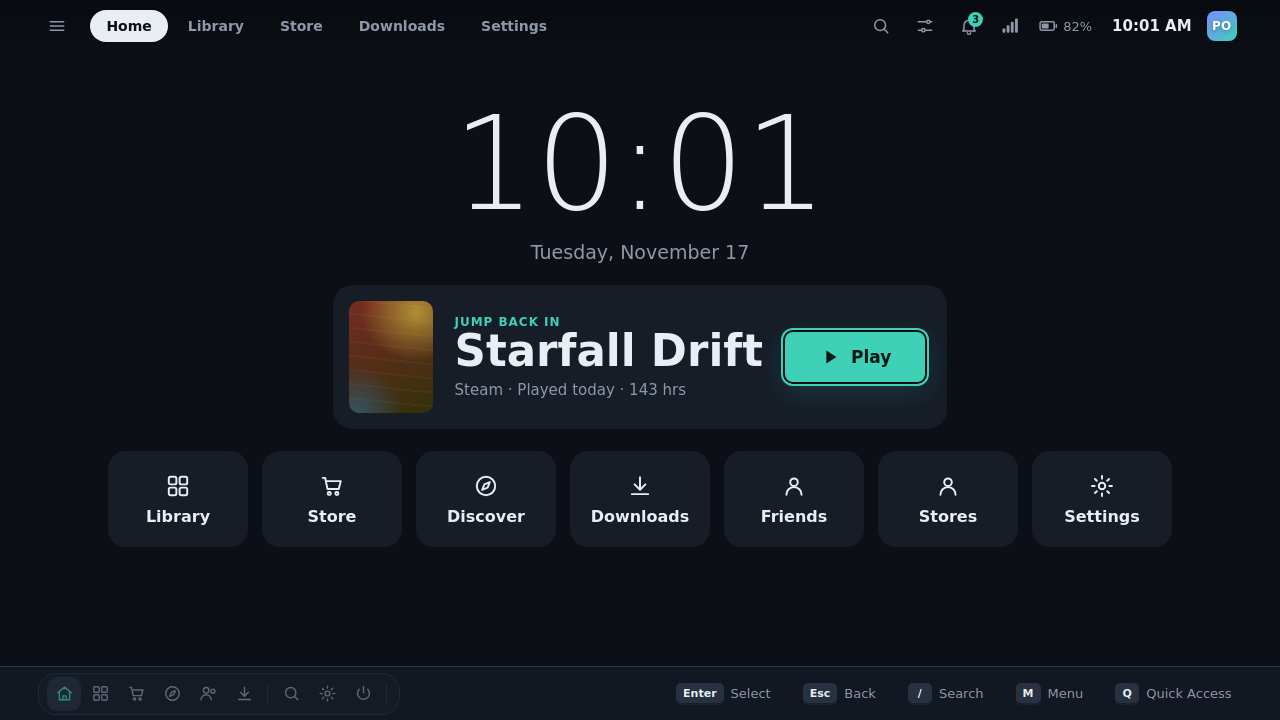 Home Library Store Downloads Settings 3 82% 10:01 AM PO
10:01
Tuesday, November 17
JUMP BACK IN
Starfall Drift
Steam · Played today · 143 hrs
Play
Library Store Discover Downloads Friends Stores Settings
Enter Select Esc Back / Search M Menu Q Quick Access